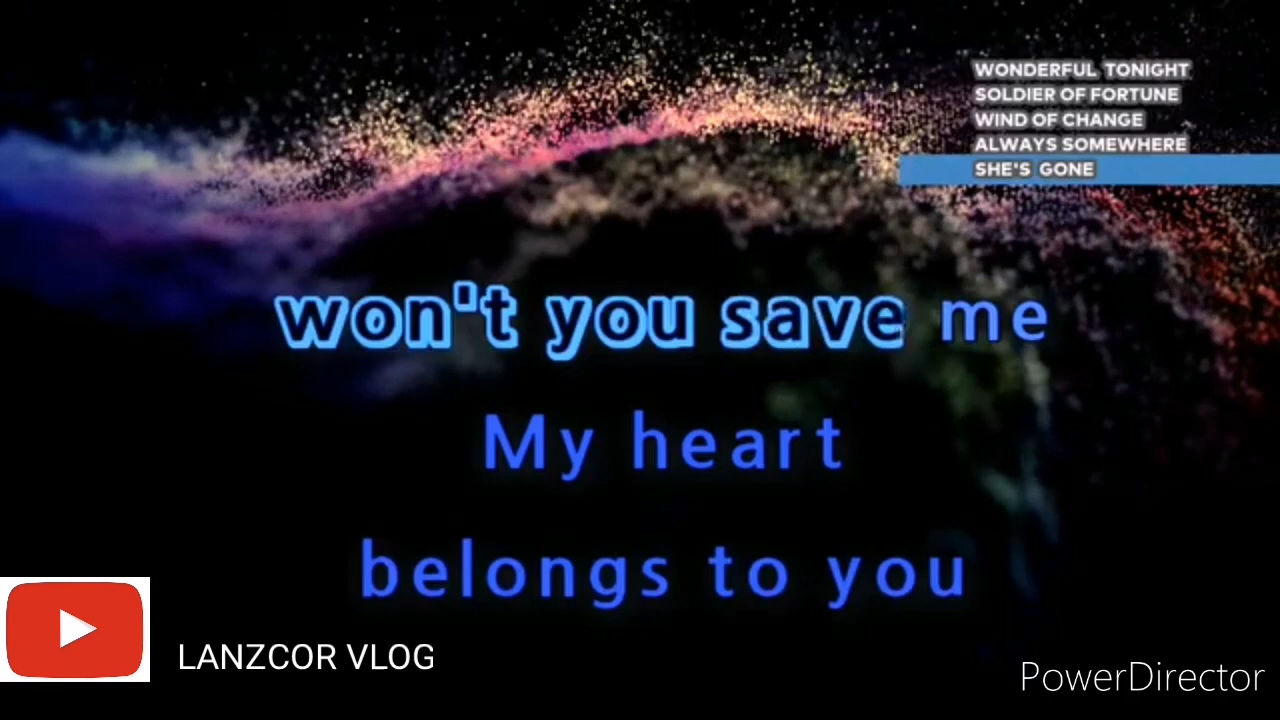 WONDERFUL TONIGHT
SOLDIER OF FORTUNE
WIND OF CHANGE
ALWAYS SOMEWHERE
SHE'S GONE
won't you save me
My heart
belongs to you
LANZCOR VLOG
PowerDirector